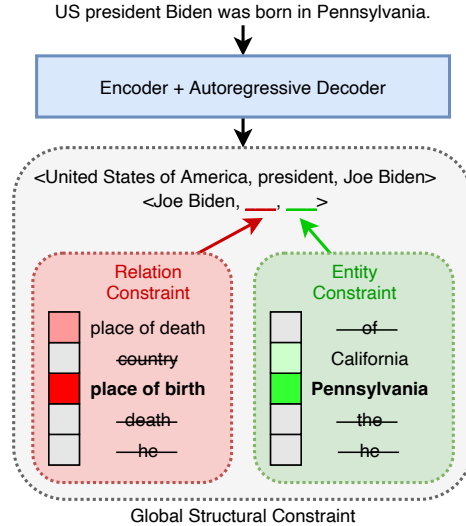 US president Biden was born in Pennsylvania.
Encoder + Autoregressive Decoder
<United States of America, president, Joe Biden>
<Joe Biden, ___, ___>
Relation
Constraint
place of death
country
place of birth
death
he
Entity
Constraint
of
California
Pennsylvania
the
he
Global Structural Constraint